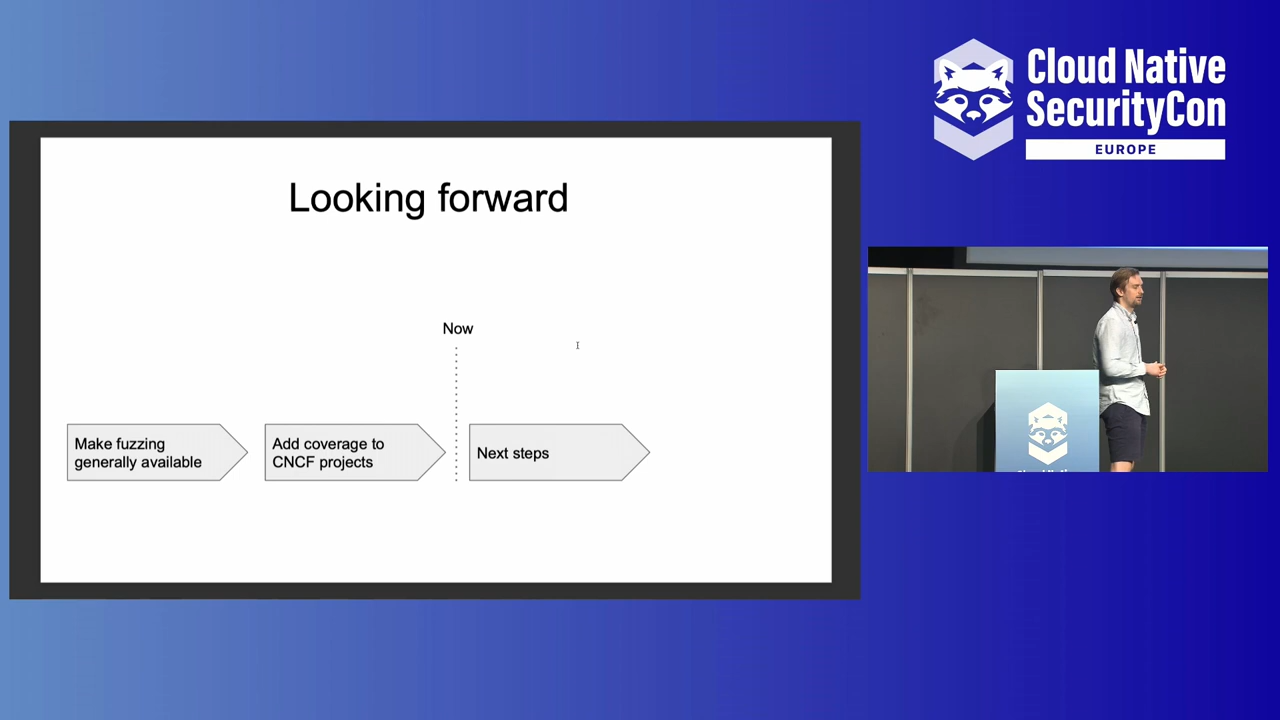 Cloud Native
SecurityCon
EUROPE
Looking forward
Now
Make fuzzing
generally available
Add coverage to
CNCF projects
Next steps